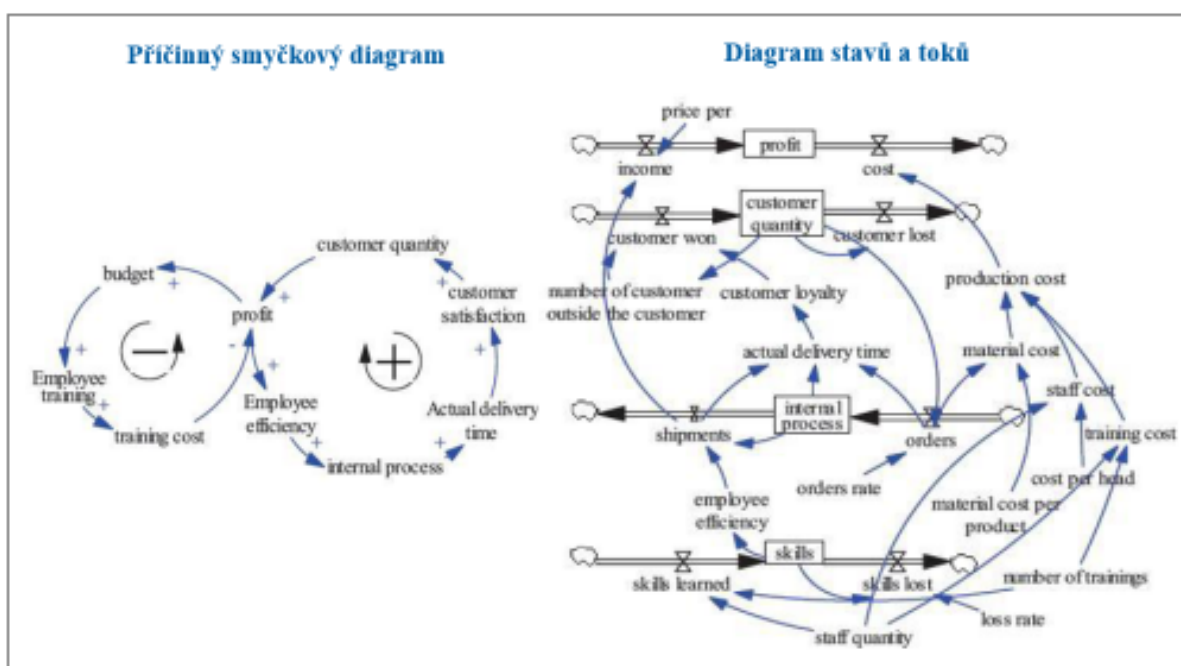 Příčinný smyčkový diagram
customer quantity
budget
+
+
customer
satisfaction
profit
+
+
-
+
+
−
+
Employee
training
+
+
Employee
efficiency
Actual delivery
time
training cost
+
+
internal process
Diagram stavů a toků
price per
profit
income
cost
customer
quantity
customer won
customer lost
production cost
number of customer
outside the customer
customer loyalty
actual delivery time
material cost
staff cost
internal
process
shipments
orders
training cost
orders rate
cost per head
employee
efficiency
material cost per
product
skills
skills learned
skills lost
number of trainings
loss rate
staff quantity